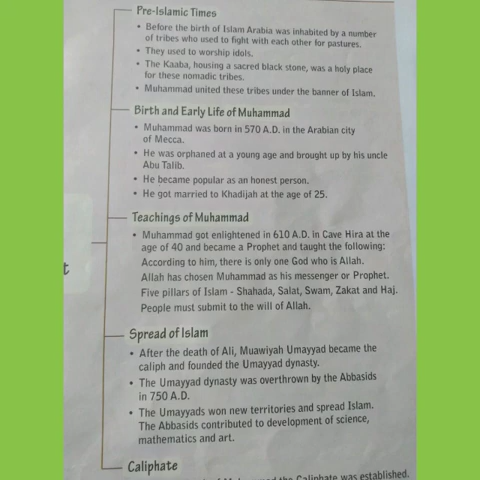 Pre-Islamic Times
• Before the birth of Islam Arabia was inhabited by a number
of tribes who used to fight with each other for pastures.
• They used to worship idols.
• The Kaaba, housing a sacred black stone, was a holy place
for these nomadic tribes.
• Muhammad united these tribes under the banner of Islam.
Birth and Early Life of Muhammad
• Muhammad was born in 570 A.D. in the Arabian city
of Mecca.
• He was orphaned at a young age and brought up by his uncle
Abu Talib.
• He became popular as an honest person.
• He got married to Khadijah at the age of 25.
Teachings of Muhammad
• Muhammad got enlightened in 610 A.D. in Cave Hira at the
age of 40 and became a Prophet and taught the following:
According to him, there is only one God who is Allah.
Allah has chosen Muhammad as his messenger or Prophet.
Five pillars of Islam - Shahada, Salat, Swam, Zakat and Haj.
People must submit to the will of Allah.
t
Spread of Islam
• After the death of Ali, Muawiyah Umayyad became the
caliph and founded the Umayyad dynasty.
• The Umayyad dynasty was overthrown by the Abbasids
in 750 A.D.
• The Umayyads won new territories and spread Islam.
The Abbasids contributed to development of science,
mathematics and art.
Caliphate
the Caliphate was established.